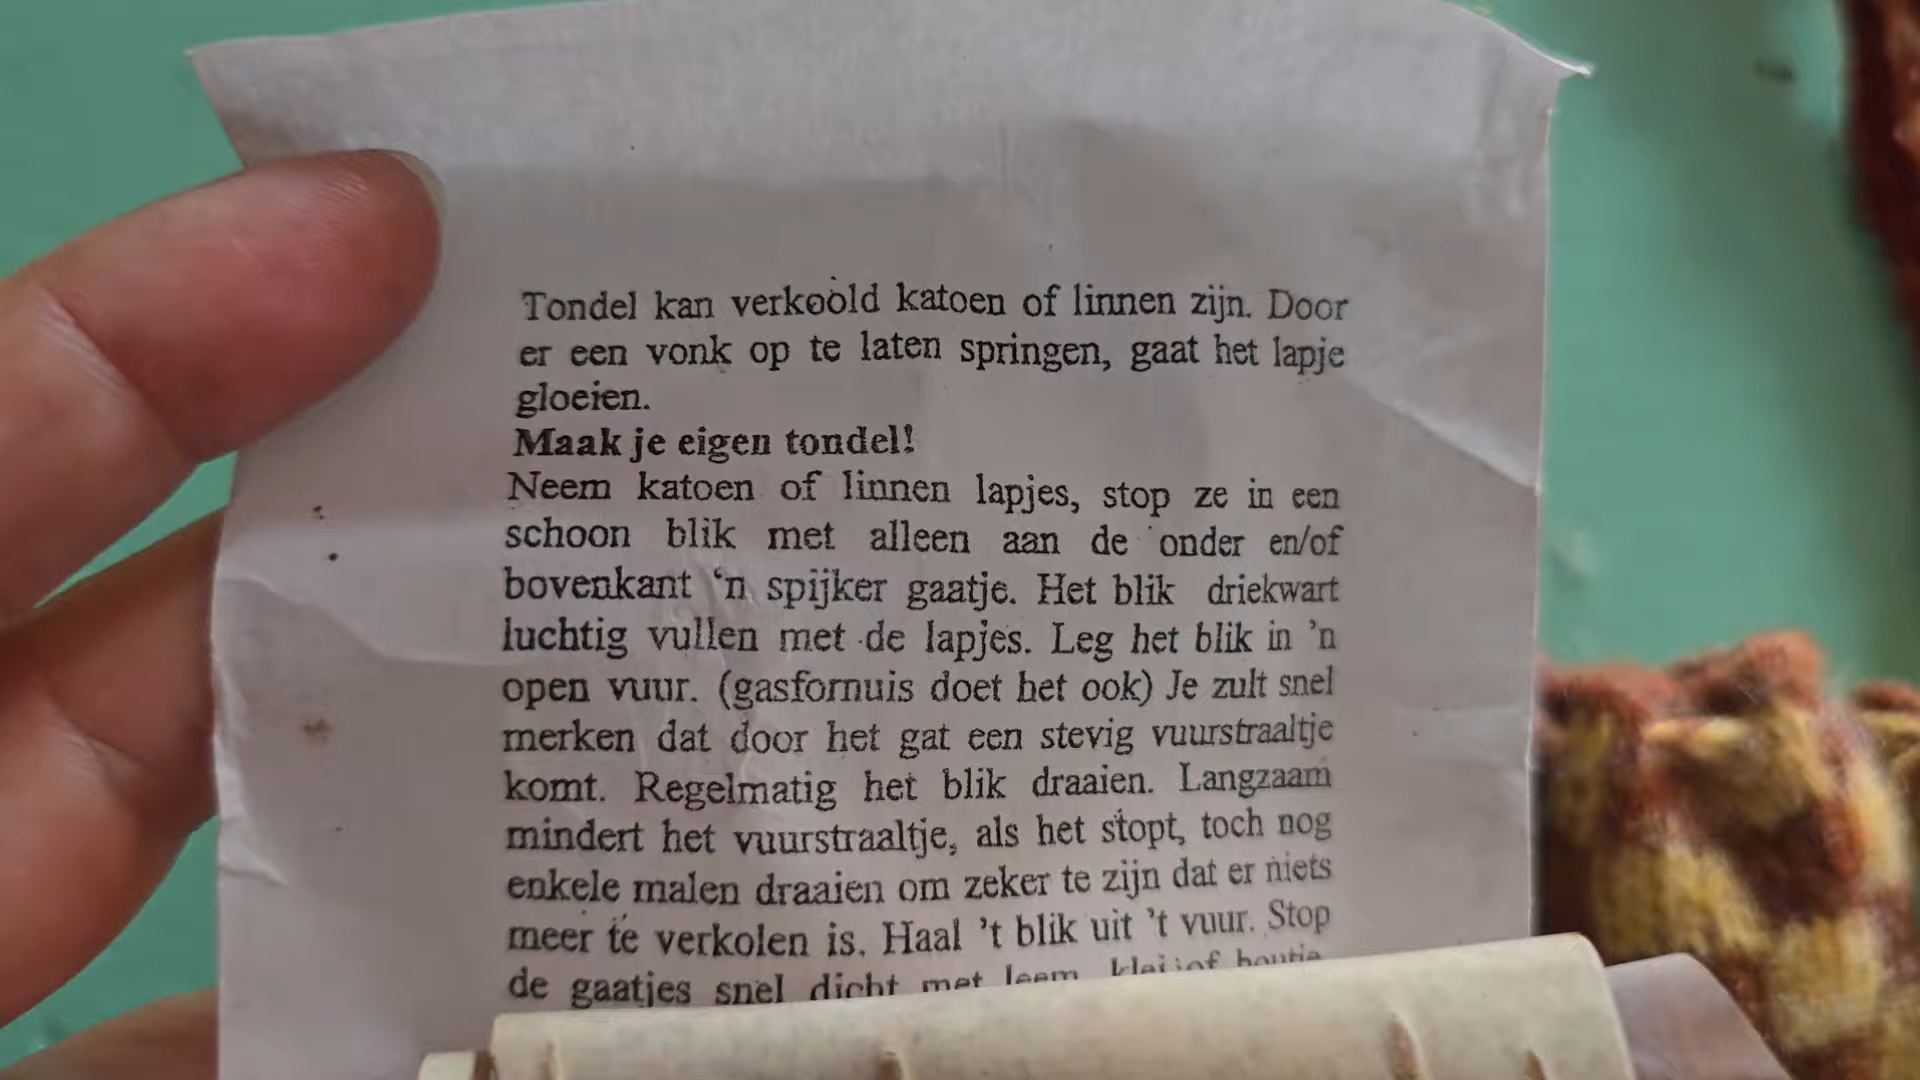 Tondel kan verkoold katoen of linnen zijn. Door
er een vonk op te laten springen, gaat het lapje
gloeien.
Maak je eigen tondel!
Neem katoen of linnen lapjes, stop ze in een
schoon blik met alleen aan de onder en/of
bovenkant ‘n spijker gaatje. Het blik driekwart
luchtig vullen met de lapjes. Leg het blik in ’n
open vuur. (gasfornuis doet het ook) Je zult snel
merken dat door het gat een stevig vuurstraaltje
komt. Regelmatig het blik draaien. Langzaam
mindert het vuurstraaltje, als het stopt, toch nog
enkele malen draaien om zeker te zijn dat er niets
meer te verkolen is. Haal ’t blik uit ’t vuur. Stop
de gaatjes snel dicht met leem, klei of houtje